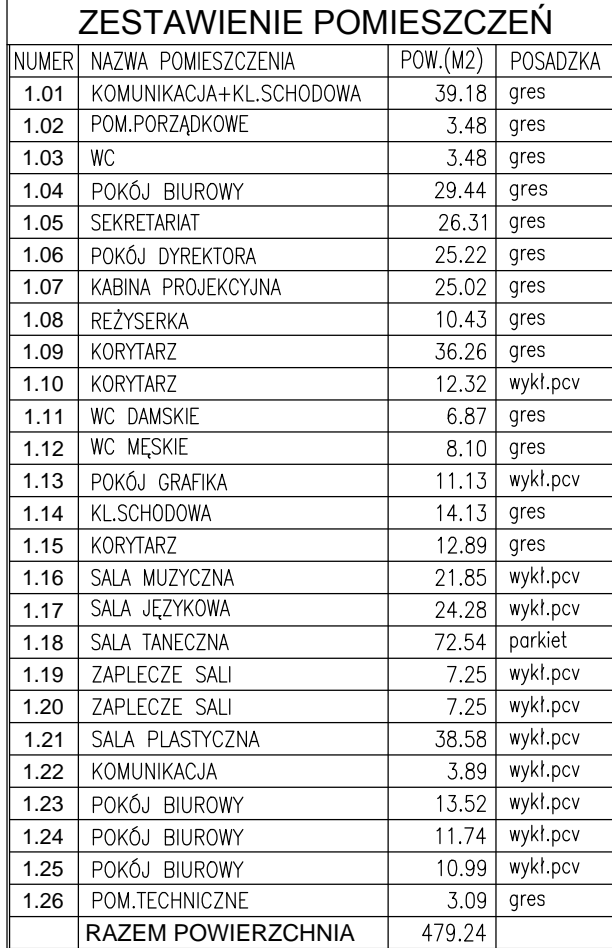 ZESTAWIENIE POMIESZCZEŃ
NUMER NAZWA POMIESZCZENIA POW.(M2) POSADZKA
1.01 KOMUNIKACJA+KL.SCHODOWA 39.18 gres
1.02 POM.PORZĄDKOWE 3.48 gres
1.03 WC 3.48 gres
1.04 POKÓJ BIUROWY 29.44 gres
1.05 SEKRETARIAT 26.31 gres
1.06 POKÓJ DYREKTORA 25.22 gres
1.07 KABINA PROJEKCYJNA 25.02 gres
1.08 REŻYSERKA 10.43 gres
1.09 KORYTARZ 36.26 gres
1.10 KORYTARZ 12.32 wykł.pcv
1.11 WC DAMSKIE 6.87 gres
1.12 WC MĘSKIE 8.10 gres
1.13 POKÓJ GRAFIKA 11.13 wykł.pcv
1.14 KL.SCHODOWA 14.13 gres
1.15 KORYTARZ 12.89 gres
1.16 SALA MUZYCZNA 21.85 wykł.pcv
1.17 SALA JĘZYKOWA 24.28 wykł.pcv
1.18 SALA TANECZNA 72.54 parkiet
1.19 ZAPLECZE SALI 7.25 wykł.pcv
1.20 ZAPLECZE SALI 7.25 wykł.pcv
1.21 SALA PLASTYCZNA 38.58 wykł.pcv
1.22 KOMUNIKACJA 3.89 wykł.pcv
1.23 POKÓJ BIUROWY 13.52 wykł.pcv
1.24 POKÓJ BIUROWY 11.74 wykł.pcv
1.25 POKÓJ BIUROWY 10.99 wykł.pcv
1.26 POM.TECHNICZNE 3.09 gres
RAZEM POWIERZCHNIA 479.24